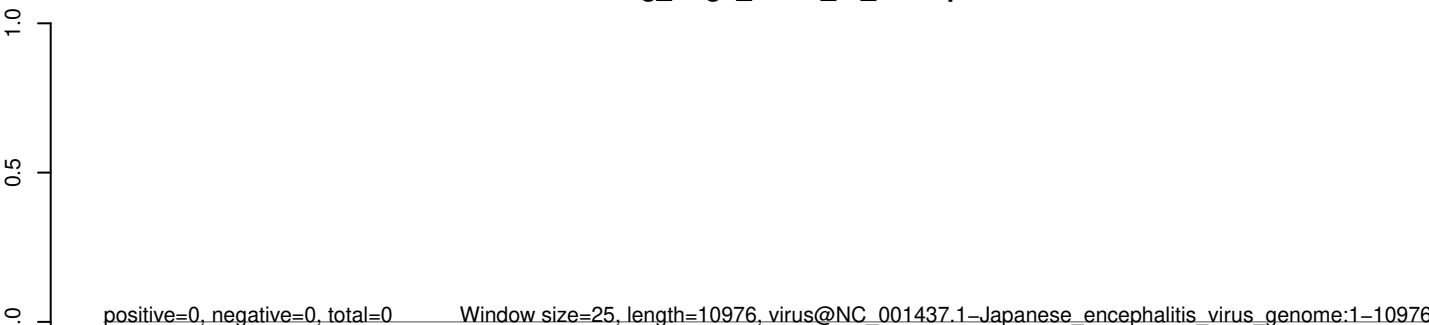 1.0
0.5
.0
positive=0, negative=0, total=0 Window size=25, length=10976, virus@NC_001437.1−Japanese_encephalitis_virus_genome:1−10976